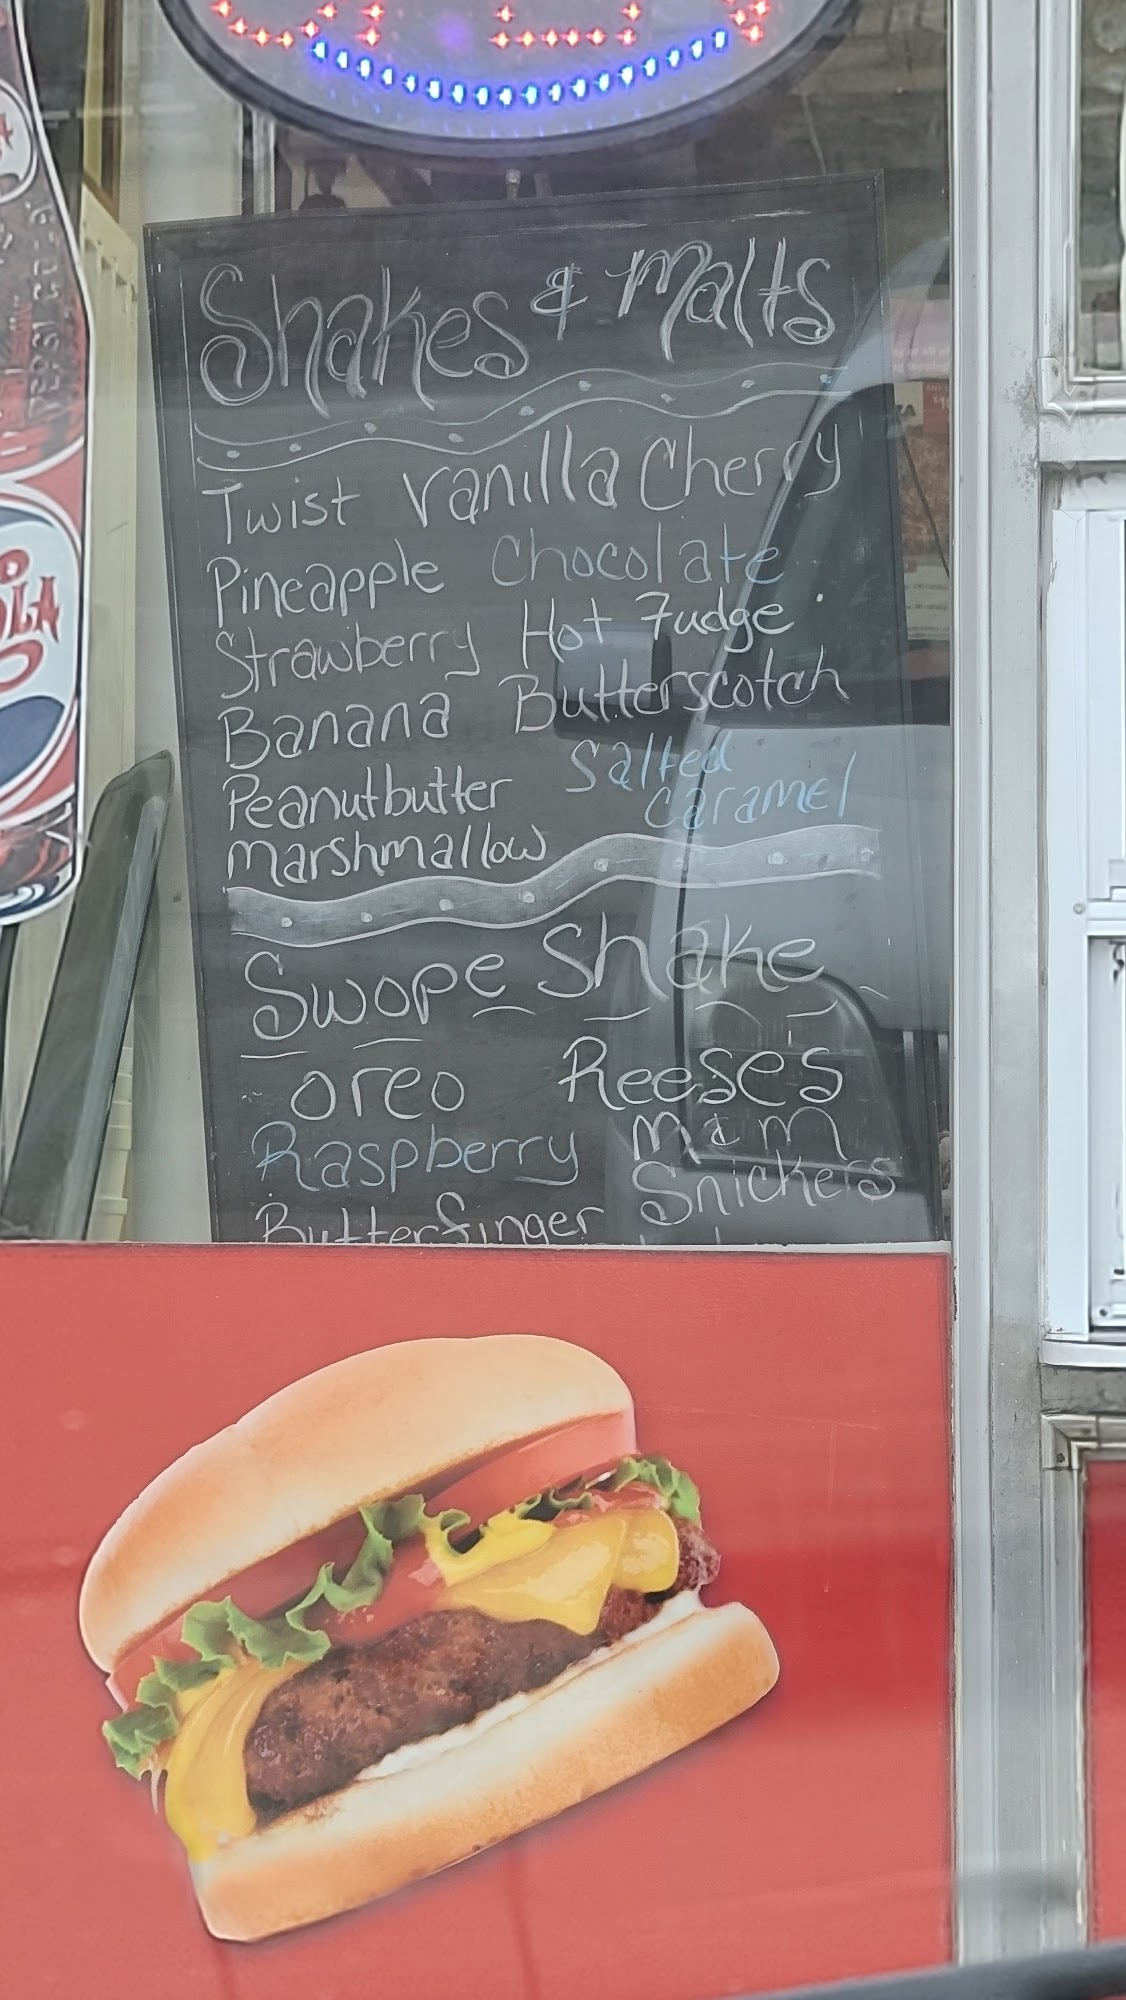 Shakes & Malts
Twist Vanilla Cherry
Pineapple Chocolate
Strawberry Hot Fudge
Banana Butterscotch
Peanutbutter Salted
Caramel
Marshmallow
Swope Shake
Oreo Reeses
Raspberry M&M
Butterfinger Snickers